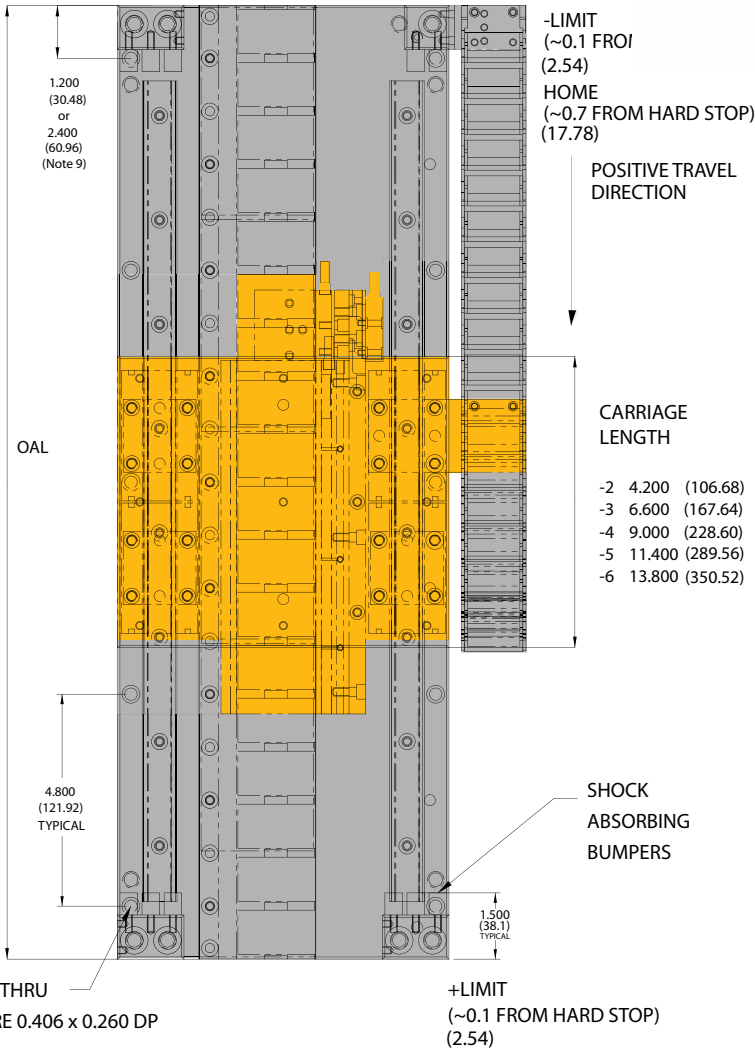 -LIMIT
(~0.1 FROM
(2.54)
HOME
(~0.7 FROM HARD STOP)
(17.78)
1.200
(30.48)
or
2.400
(60.96)
(Note 9)
POSITIVE TRAVEL
DIRECTION
OAL
CARRIAGE
LENGTH
-2 4.200 (106.68)
-3 6.600 (167.64)
-4 9.000 (228.60)
-5 11.400 (289.56)
-6 13.800 (350.52)
4.800
(121.92)
TYPICAL
SHOCK
ABSORBING
BUMPERS
1.500
(38.1)
TYPICAL
THRU
RE 0.406 x 0.260 DP
+LIMIT
(~0.1 FROM HARD STOP)
(2.54)